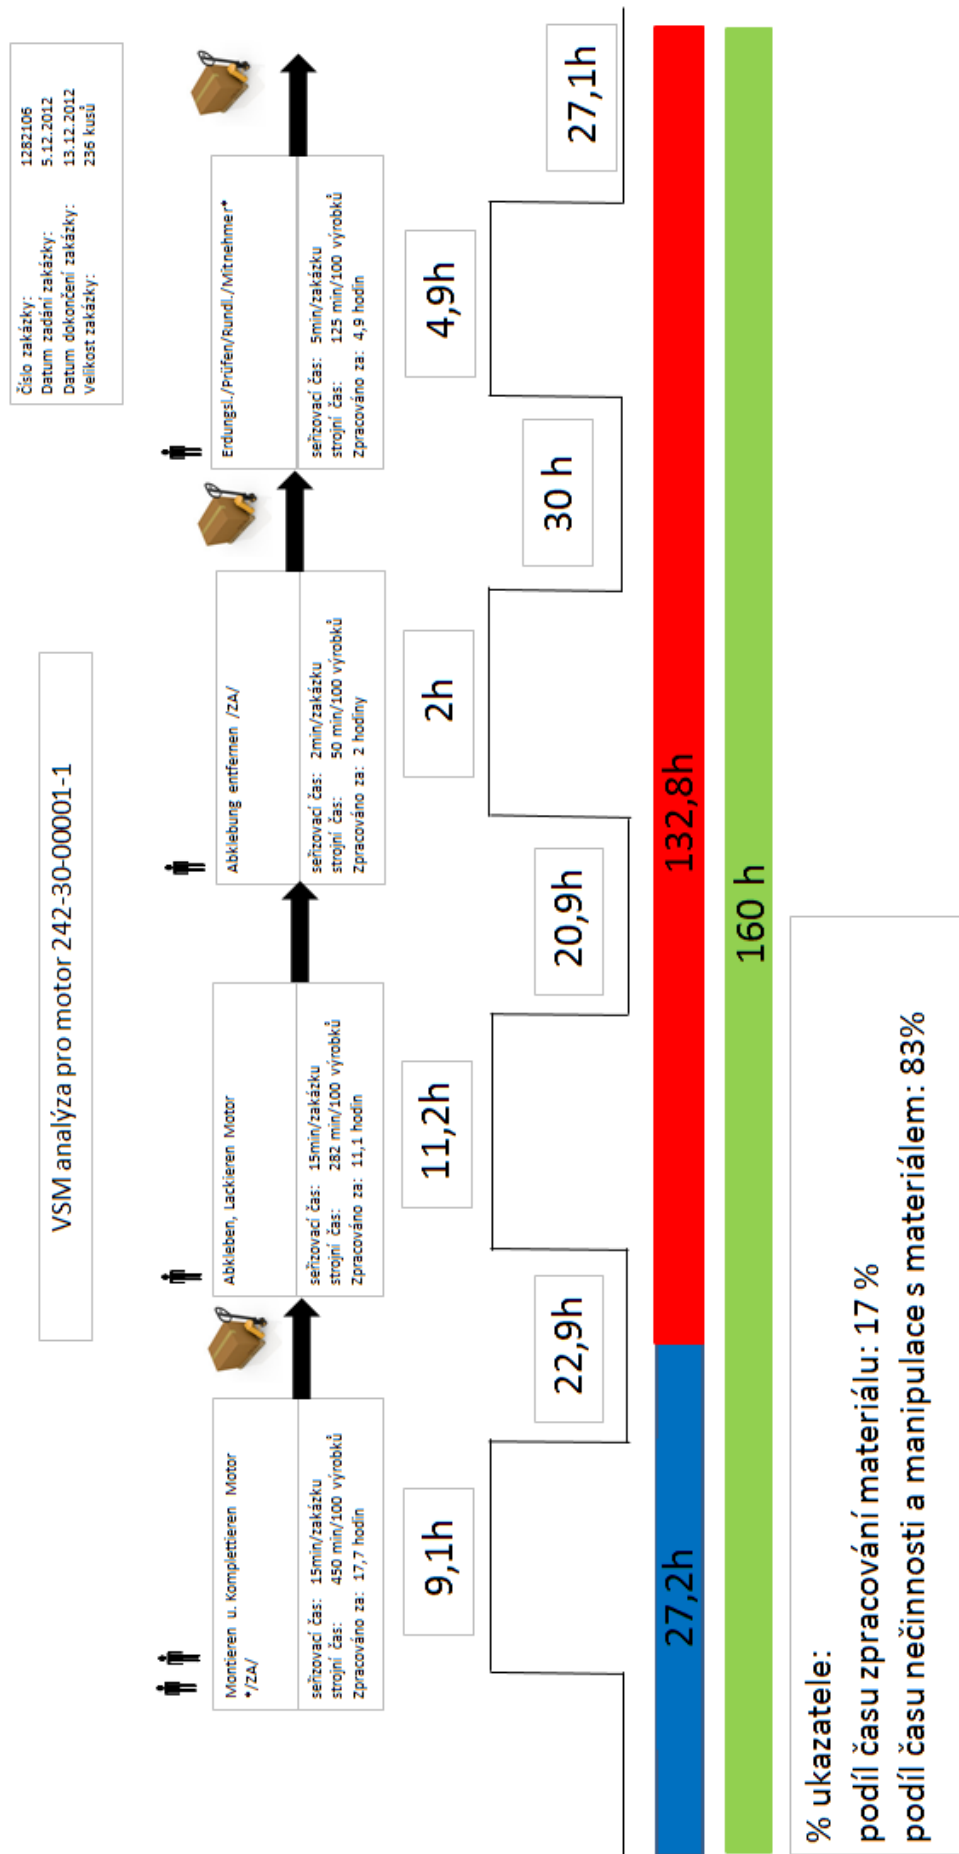 VSM analýza pro motor 242-30-00001-1
Číslo zakázky: 1282106
Datum zadání zakázky: 5.12.2012
Datum dokončení zakázky: 13.12.2012
Velikost zakázky: 236 kusů
Montieren u. Komplettieren Motor
*/ZA/
seřizovací čas: 15min/zakázku
strojní čas: 450 min/100 výrobků
Zpracováno za: 17,7 hodin
Abkleben, Lackieren Motor
seřizovací čas: 15min/zakázku
strojní čas: 282 min/100 výrobků
Zpracováno za: 11,1 hodin
Abklebung entfernen /ZA/
seřizovací čas: 2min/zakázku
strojní čas: 50 min/100 výrobků
Zpracováno za: 2 hodiny
Erdungsl./Prüfen/Rundl./Mitnehmer*
seřizovací čas: 5min/zakázku
strojní čas: 125 min/100 výrobků
Zpracováno za: 4,9 hodin
9,1h
22,9h
11,2h
20,9h
2h
30 h
4,9h
27,1h
27,2h
132,8h
160 h
% ukazatele:
podíl času zpracování materiálu: 17 %
podíl času nečinnosti a manipulace s materiálem: 83%